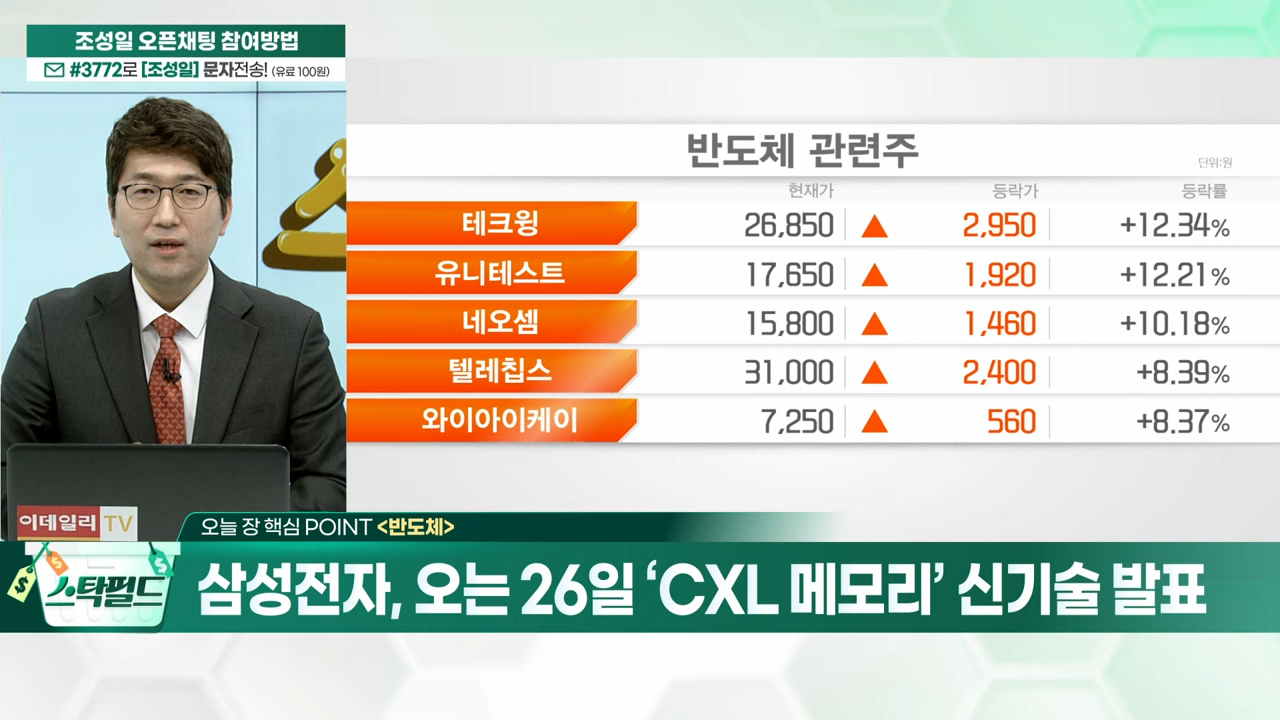 조성일 오픈채팅 참여방법
#3772로 [조성일] 문자전송! (유료 100원)
반도체 관련주
단위:원
현재가 등락가 등락률
테크윙 26,850 ▲ 2,950 +12.34%
유니테스트 17,650 ▲ 1,920 +12.21%
네오셈 15,800 ▲ 1,460 +10.18%
텔레칩스 31,000 ▲ 2,400 +8.39%
와이아이케이 7,250 ▲ 560 +8.37%
이데일리 TV
오늘 장 핵심 POINT <반도체>
스탁필드
삼성전자, 오는 26일 ‘CXL 메모리’ 신기술 발표